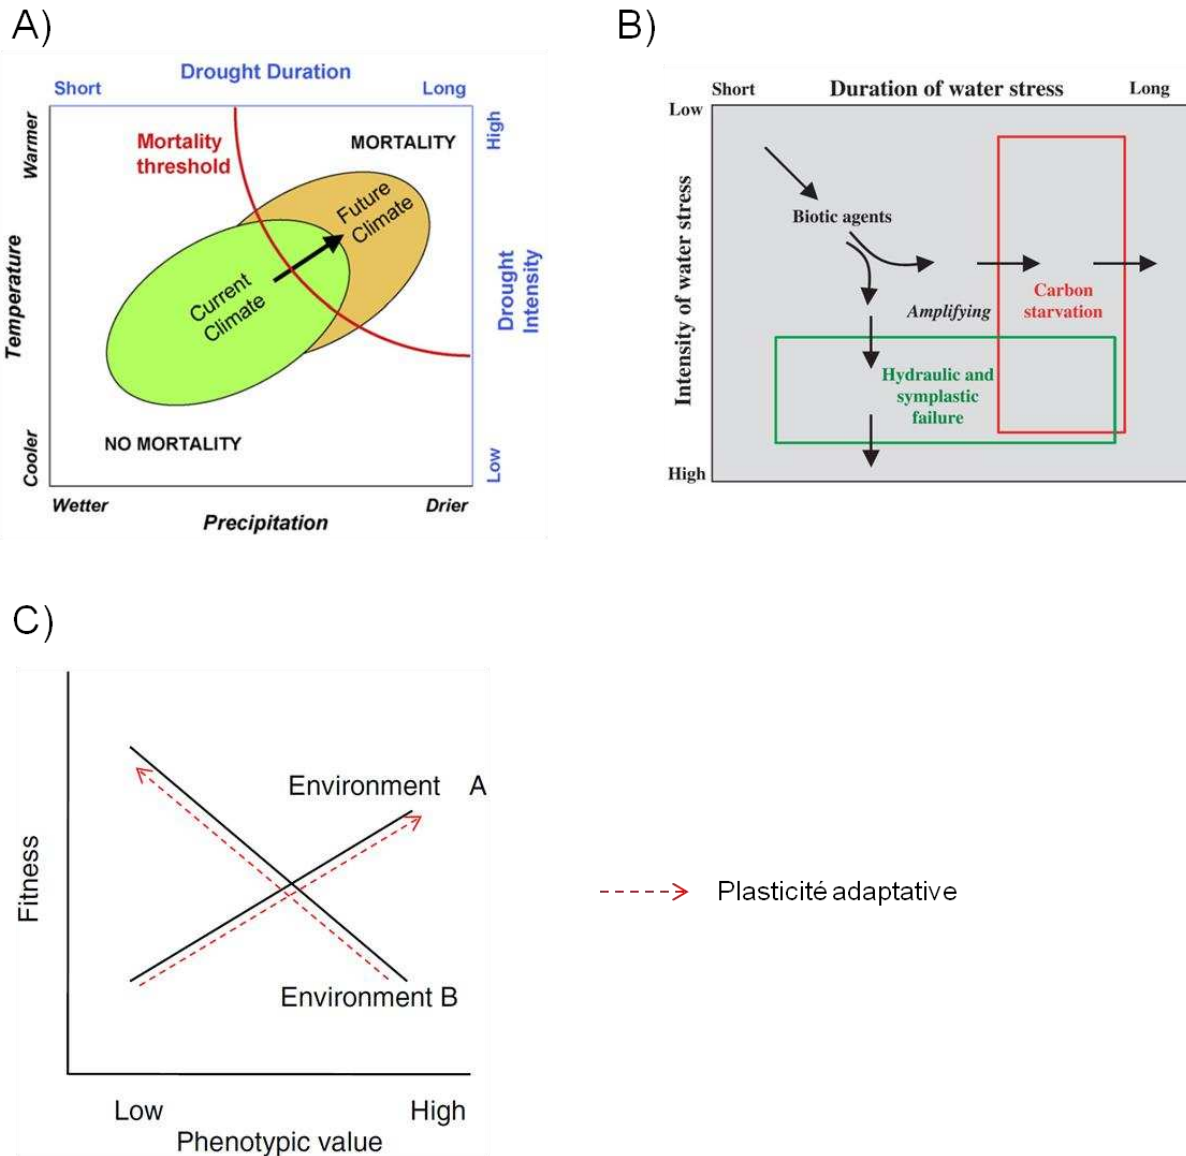 A)
Drought Duration
Short
Long
Warmer
Temperature
Cooler
High
Drought
Intensity
Low
Mortality
threshold
MORTALITY
Future
Climate
Current
Climate
NO MORTALITY
Wetter
Precipitation
Drier
B)
Short
Duration of water stress
Long
Low
Intensity of water stress
High
Biotic agents
Amplifying
Carbon
starvation
Hydraulic and
symplastic
failure
C)
Fitness
Environment A
Environment B
Low
High
Phenotypic value
Plasticité adaptative